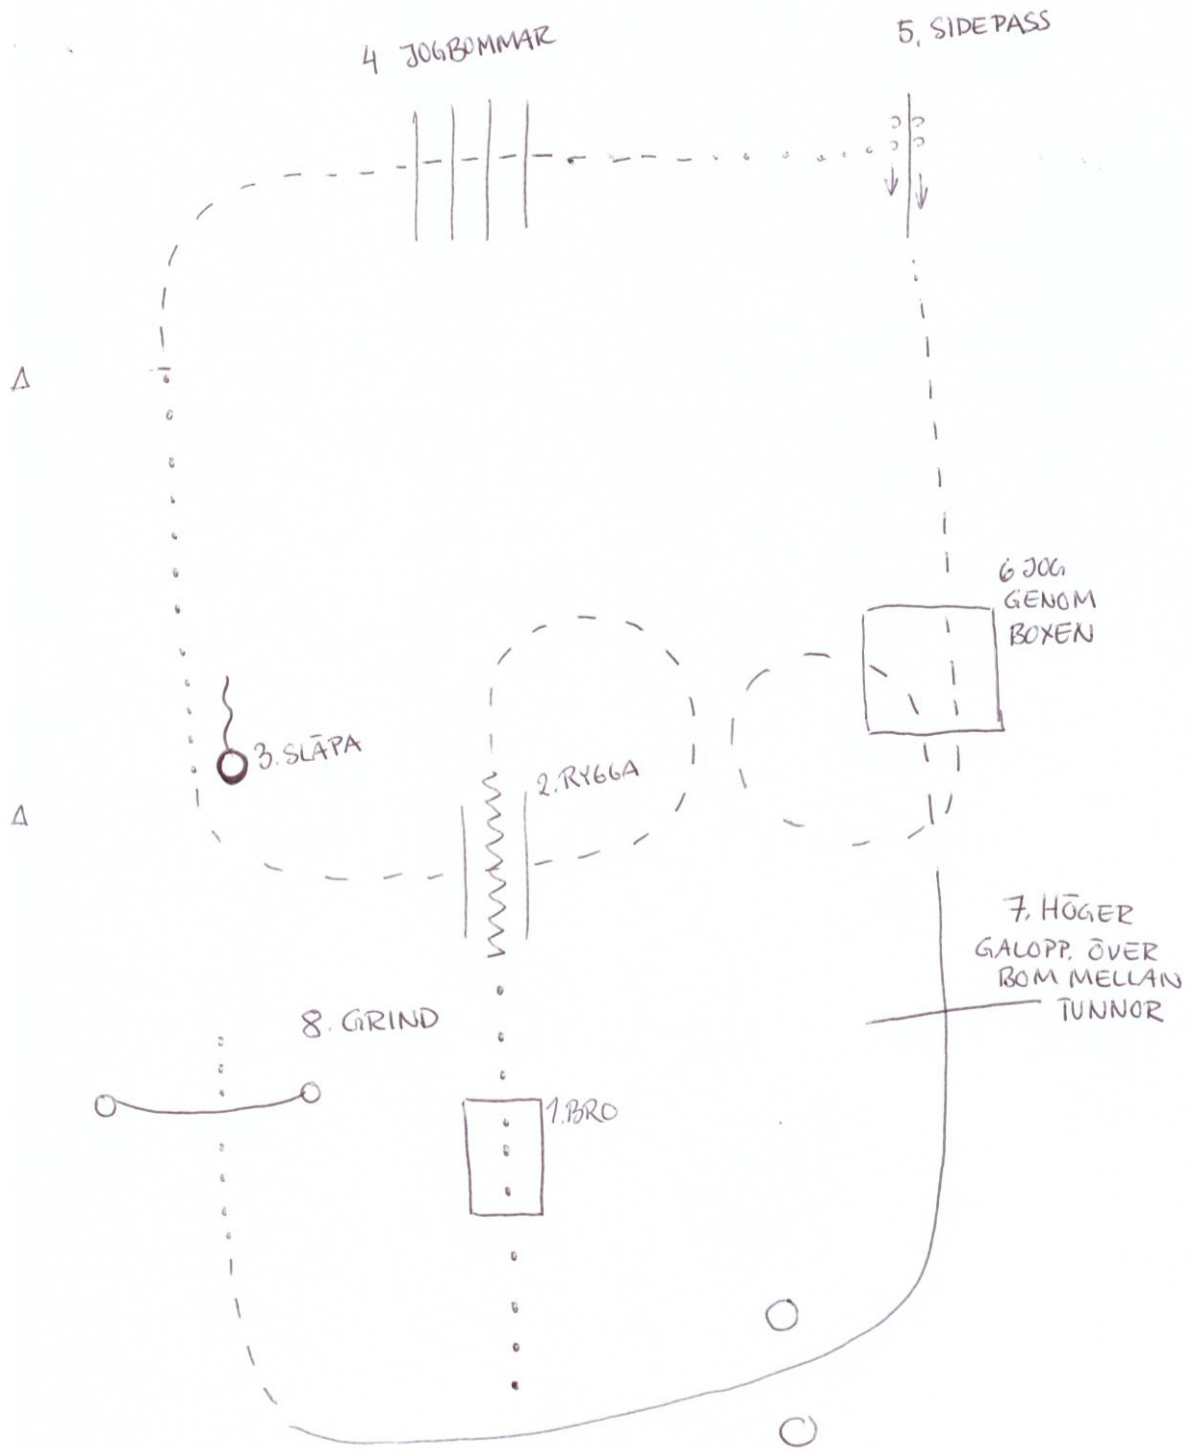 4 JOGBOMMAR
5. SIDEPASS
6 JOG
GENOM
BOXEN
3. SLÄPA
2. RYGGA
7. HÖGER
GALOPP. ÖVER
BOM MELLAN
TUNNOR
8. GRIND
1. BRO